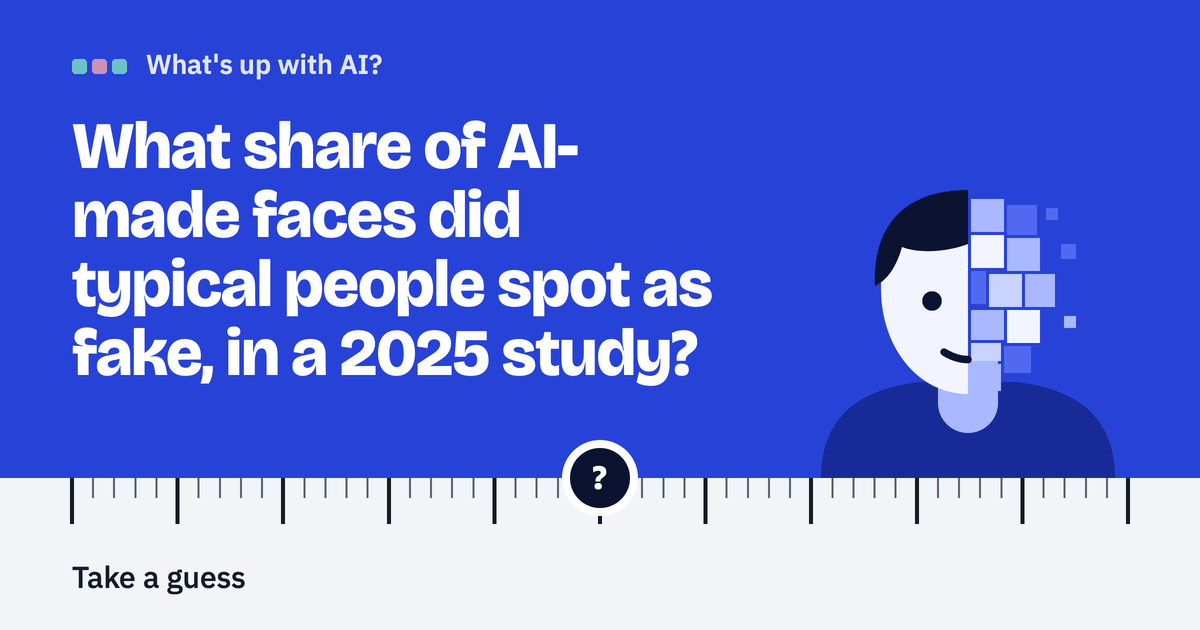 What's up with AI?
What share of AI-
made faces did
typical people spot as
fake, in a 2025 study?
?
Take a guess